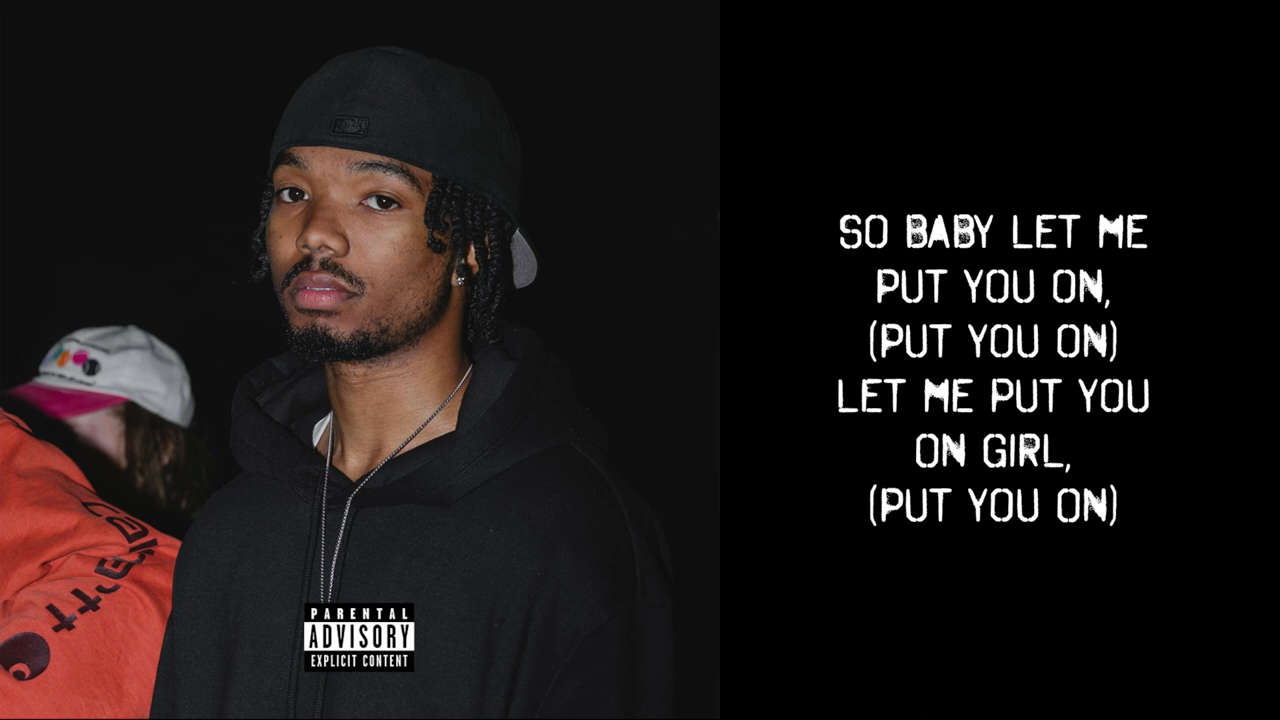 SO BABY LET ME
PUT YOU ON,
(PUT YOU ON)
LET ME PUT YOU
ON GIRL,
(PUT YOU ON)
Carhartt
PARENTAL
ADVISORY
EXPLICIT CONTENT